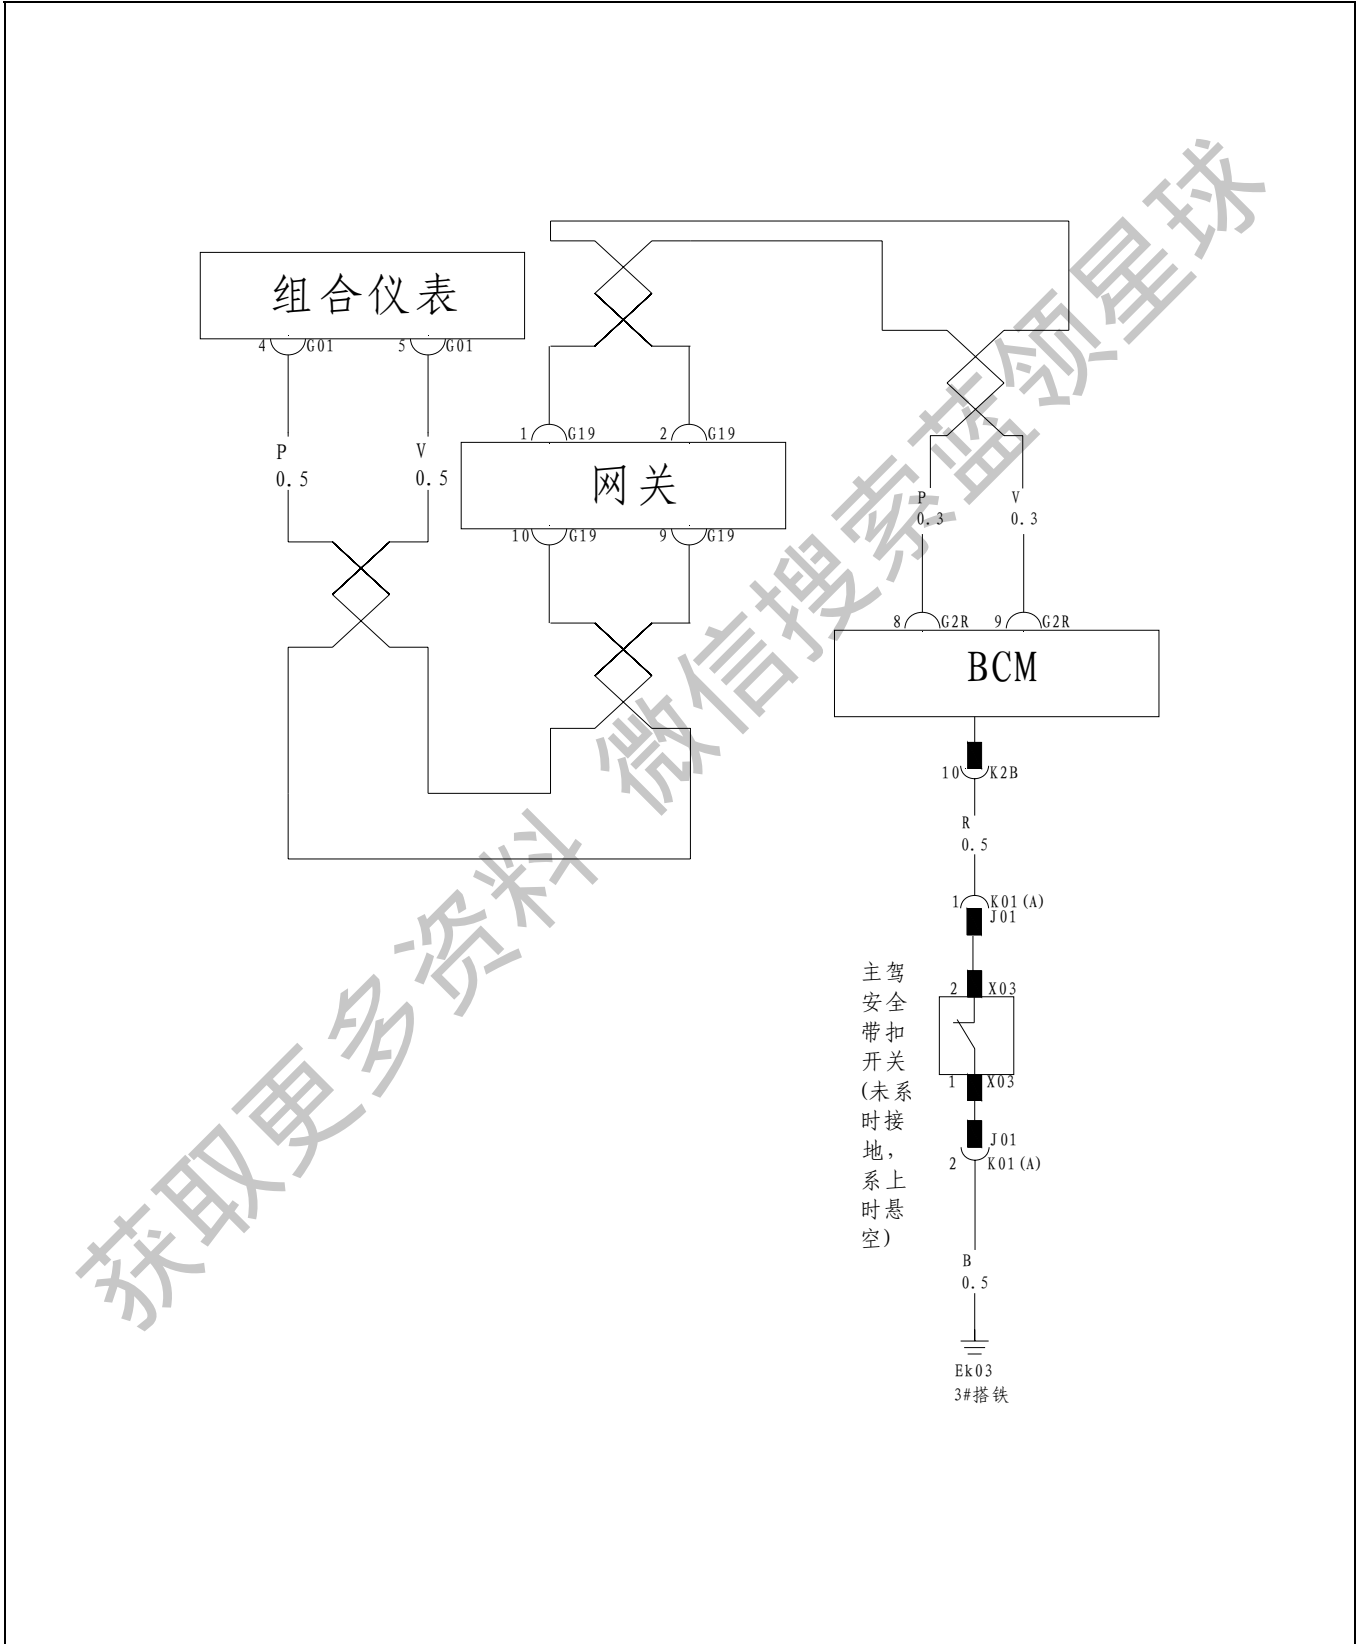 组合仪表
4 G01 5 G01
P
0.5
V
0.5
1 G19 2 G19
网关
10 G19 9 G19
P
0.3
V
0.3
8 G2R 9 G2R
BCM
10 K2B
R
0.5
1 K01(A)
J01
2 X03
主驾
安全
带扣
开关
(未系
时接
地,
系上
时悬
空)
1 X03
J01
2 K01(A)
B
0.5
Ek03
3#搭铁
获取更多资料 微信搜索蓝领星球